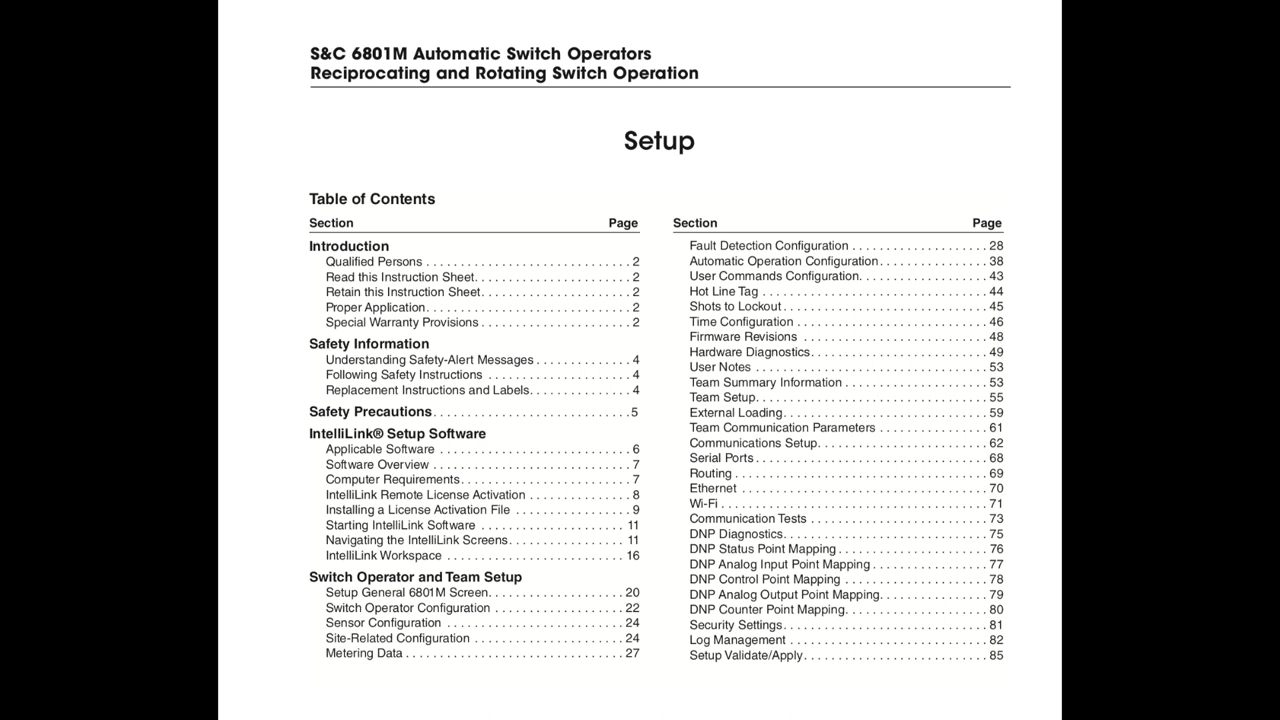 S&C 6801M Automatic Switch Operators
Reciprocating and Rotating Switch Operation
Setup
Table of Contents
Section Page
Introduction
Qualified Persons . . . . . . . . . . . . . . . . . . . . . . . . . . . . . . 2
Read this Instruction Sheet. . . . . . . . . . . . . . . . . . . . . . . 2
Retain this Instruction Sheet. . . . . . . . . . . . . . . . . . . . . . 2
Proper Application. . . . . . . . . . . . . . . . . . . . . . . . . . . . . . 2
Special Warranty Provisions . . . . . . . . . . . . . . . . . . . . . . 2
Safety Information
Understanding Safety-Alert Messages . . . . . . . . . . . . . . 4
Following Safety Instructions . . . . . . . . . . . . . . . . . . . . . 4
Replacement Instructions and Labels. . . . . . . . . . . . . . . 4
Safety Precautions. . . . . . . . . . . . . . . . . . . . . . . . . . . . . 5
IntelliLink® Setup Software
Applicable Software . . . . . . . . . . . . . . . . . . . . . . . . . . . . 6
Software Overview . . . . . . . . . . . . . . . . . . . . . . . . . . . . . 7
Computer Requirements. . . . . . . . . . . . . . . . . . . . . . . . . 7
IntelliLink Remote License Activation . . . . . . . . . . . . . . . 8
Installing a License Activation File . . . . . . . . . . . . . . . . . 9
Starting IntelliLink Software . . . . . . . . . . . . . . . . . . . . . 11
Navigating the IntelliLink Screens. . . . . . . . . . . . . . . . . 11
IntelliLink Workspace . . . . . . . . . . . . . . . . . . . . . . . . . . 16
Switch Operator and Team Setup
Setup General 6801M Screen. . . . . . . . . . . . . . . . . . . . 20
Switch Operator Configuration . . . . . . . . . . . . . . . . . . . 22
Sensor Configuration . . . . . . . . . . . . . . . . . . . . . . . . . . 24
Site-Related Configuration . . . . . . . . . . . . . . . . . . . . . . 24
Metering Data . . . . . . . . . . . . . . . . . . . . . . . . . . . . . . . . 27
Section Page
Fault Detection Configuration . . . . . . . . . . . . . . . . . . . . 28
Automatic Operation Configuration. . . . . . . . . . . . . . . . 38
User Commands Configuration. . . . . . . . . . . . . . . . . . . 43
Hot Line Tag . . . . . . . . . . . . . . . . . . . . . . . . . . . . . . . . . 44
Shots to Lockout . . . . . . . . . . . . . . . . . . . . . . . . . . . . . . 45
Time Configuration . . . . . . . . . . . . . . . . . . . . . . . . . . . . 46
Firmware Revisions . . . . . . . . . . . . . . . . . . . . . . . . . . . 48
Hardware Diagnostics. . . . . . . . . . . . . . . . . . . . . . . . . . 49
User Notes . . . . . . . . . . . . . . . . . . . . . . . . . . . . . . . . . . 53
Team Summary Information . . . . . . . . . . . . . . . . . . . . . 53
Team Setup. . . . . . . . . . . . . . . . . . . . . . . . . . . . . . . . . . 55
External Loading. . . . . . . . . . . . . . . . . . . . . . . . . . . . . . 59
Team Communication Parameters . . . . . . . . . . . . . . . . 61
Communications Setup. . . . . . . . . . . . . . . . . . . . . . . . . 62
Serial Ports . . . . . . . . . . . . . . . . . . . . . . . . . . . . . . . . . . 68
Routing . . . . . . . . . . . . . . . . . . . . . . . . . . . . . . . . . . . . . 69
Ethernet . . . . . . . . . . . . . . . . . . . . . . . . . . . . . . . . . . . . 70
Wi-Fi . . . . . . . . . . . . . . . . . . . . . . . . . . . . . . . . . . . . . . . 71
Communication Tests . . . . . . . . . . . . . . . . . . . . . . . . . . 73
DNP Diagnostics. . . . . . . . . . . . . . . . . . . . . . . . . . . . . . 75
DNP Status Point Mapping . . . . . . . . . . . . . . . . . . . . . . 76
DNP Analog Input Point Mapping . . . . . . . . . . . . . . . . . 77
DNP Control Point Mapping . . . . . . . . . . . . . . . . . . . . . 78
DNP Analog Output Point Mapping. . . . . . . . . . . . . . . . 79
DNP Counter Point Mapping. . . . . . . . . . . . . . . . . . . . . 80
Security Settings. . . . . . . . . . . . . . . . . . . . . . . . . . . . . . 81
Log Management . . . . . . . . . . . . . . . . . . . . . . . . . . . . . 82
Setup Validate/Apply. . . . . . . . . . . . . . . . . . . . . . . . . . . 85